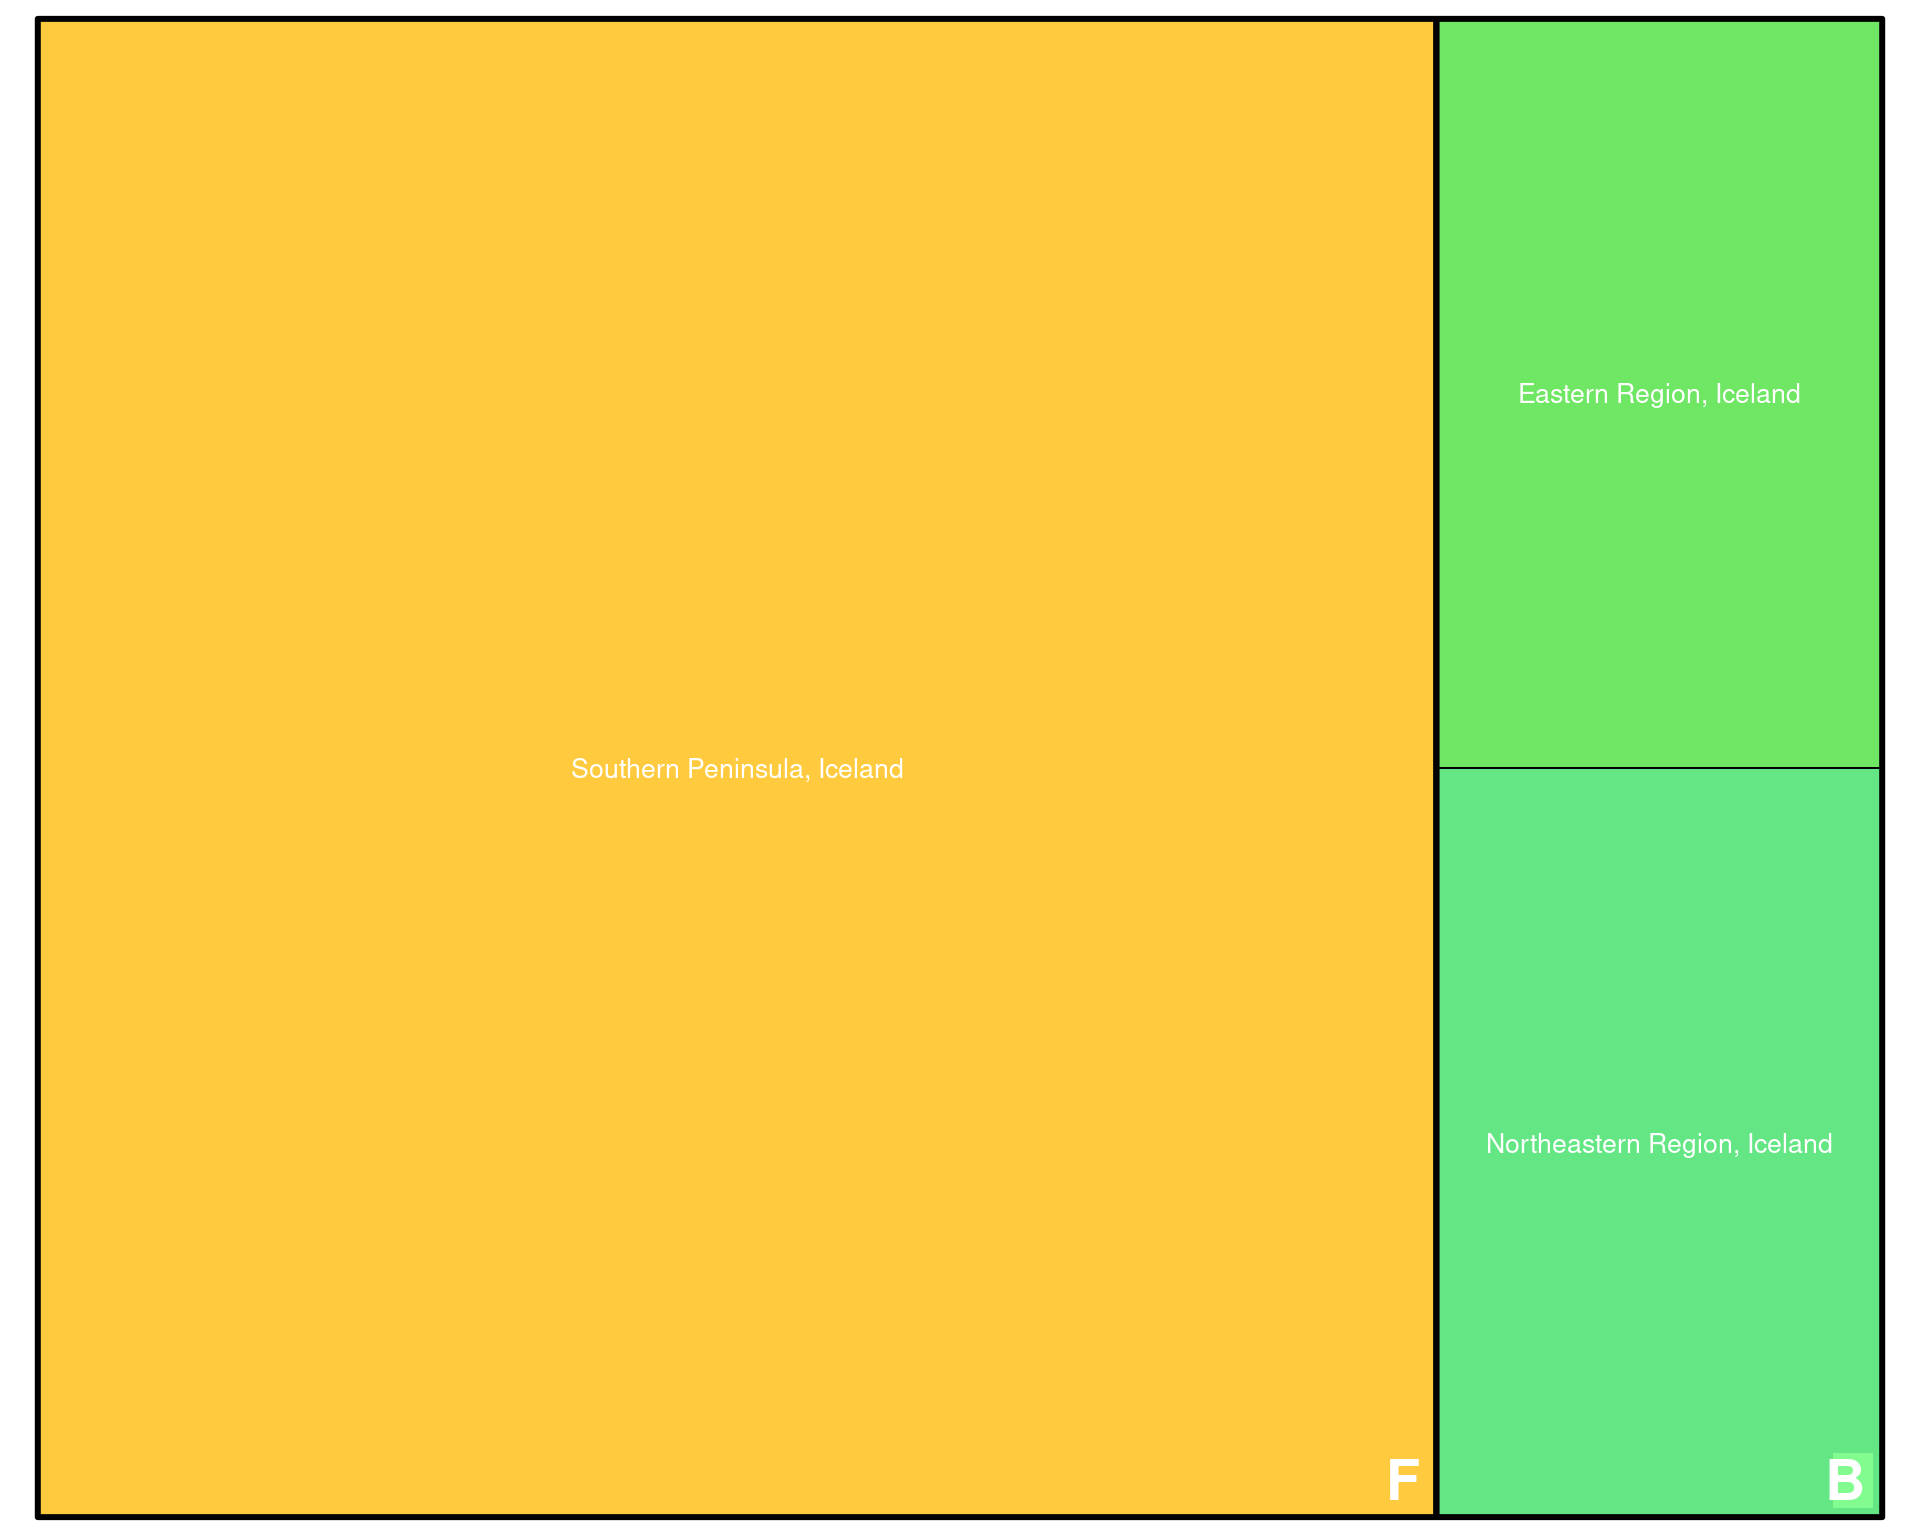 Eastern Region, Iceland
Southern Peninsula, Iceland
Northeastern Region, Iceland
F
B